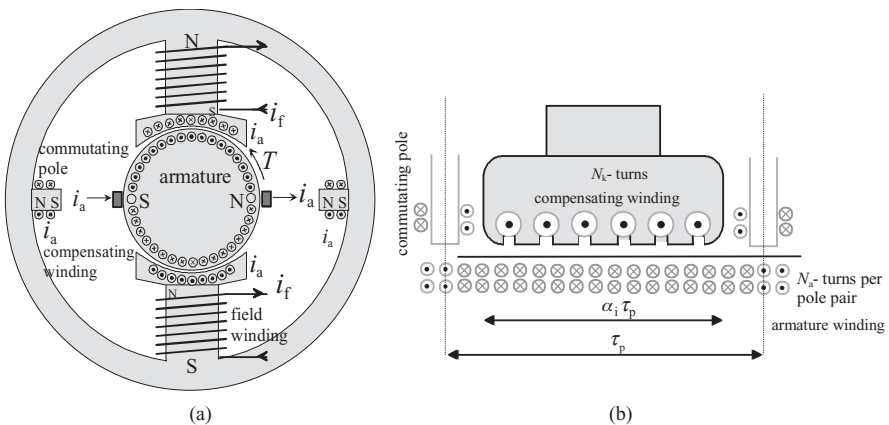 N
S
i_f
i_a
commutating
pole
T
armature
i_a
i_a
N S
S
N
N S
i_a
i_a
compensating
winding
i_a
N
i_f
field
winding
S
(a)
commutating pole
N_k- turns
compensating winding
N_a- turns per
pole pair
α_i τ_p
armature winding
τ_p
(b)